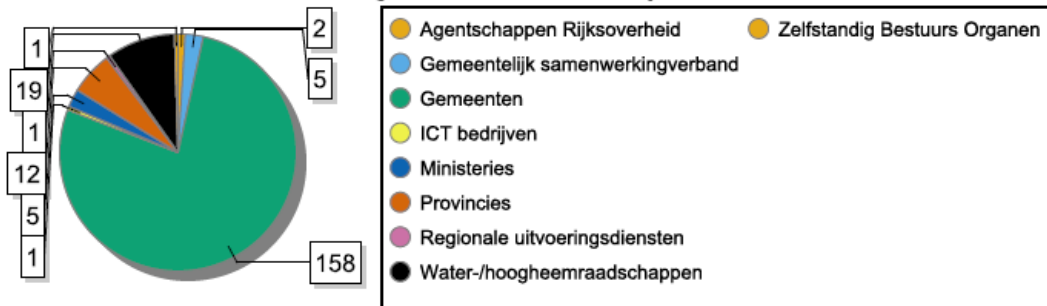 2
5
158
1
19
1
12
5
1
Agentschappen Rijksoverheid
Gemeentelijk samenwerkingverband
Gemeenten
ICT bedrijven
Ministeries
Provincies
Regionale uitvoeringsdiensten
Water-/hoogheemraadschappen
Zelfstandig Bestuurs Organen